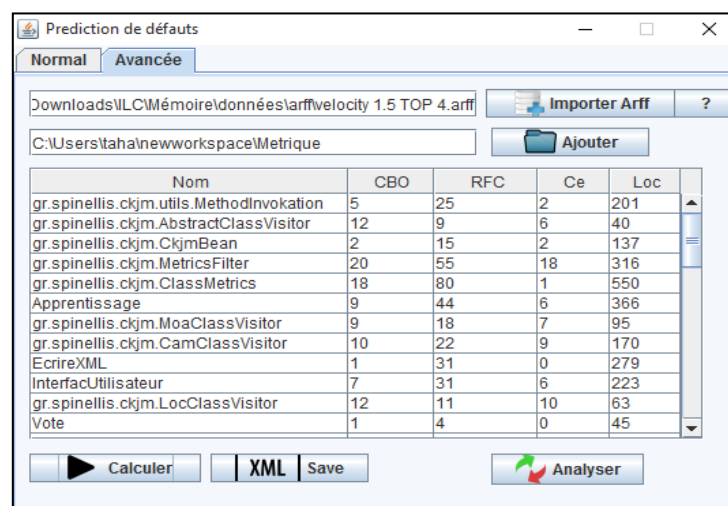 Prediction de défauts
Normal Avancée
Downloads\ILC\Mémoire\données\arff\velocity 1.5 TOP 4.arff Importer Arff ?
C:\Users\taha\newworkspace\Metrique Ajouter
Nom CBO RFC Ce Loc
gr.spinellis.ckjm.utils.MethodInvokation 5 25 2 201
gr.spinellis.ckjm.AbstractClassVisitor 12 9 6 40
gr.spinellis.ckjm.CkjmBean 2 15 2 137
gr.spinellis.ckjm.MetricsFilter 20 55 18 316
gr.spinellis.ckjm.ClassMetrics 18 80 1 550
Apprentissage 9 44 6 366
gr.spinellis.ckjm.MoaClassVisitor 9 18 7 95
gr.spinellis.ckjm.CamClassVisitor 10 22 9 170
EcrireXML 1 31 0 279
InterfacUtilisateur 7 31 6 223
gr.spinellis.ckjm.LocClassVisitor 12 11 10 63
Vote 1 4 0 45
Calculer XML Save Analyser